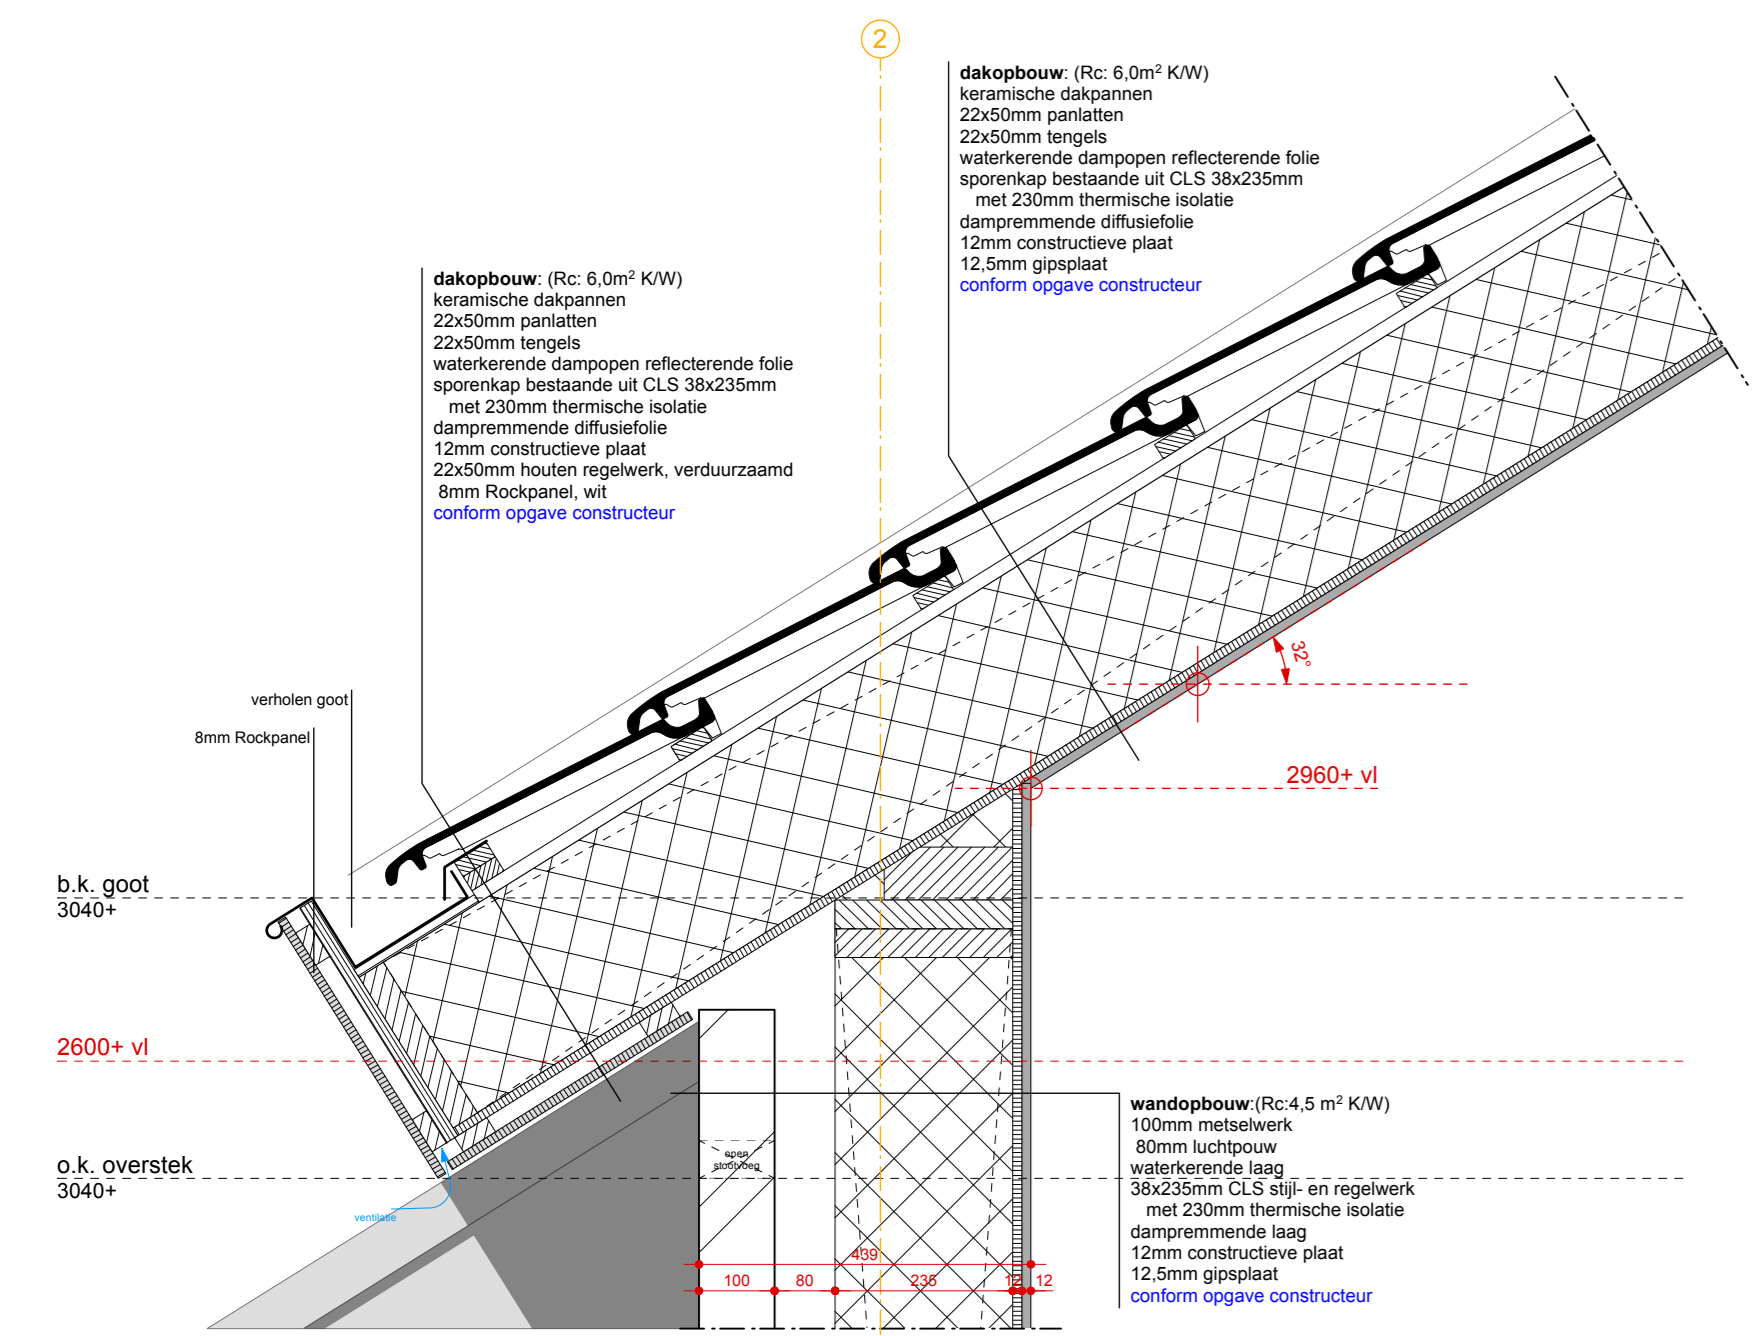 2
dakopbouw: (Rc: 6,0m² K/W)
keramische dakpannen
22x50mm panlatten
22x50mm tengels
waterkerende dampopen reflecterende folie
sporenkap bestaande uit CLS 38x235mm
met 230mm thermische isolatie
dampremmende diffusiefolie
12mm constructieve plaat
12,5mm gipsplaat
conform opgave constructeur
dakopbouw: (Rc: 6,0m² K/W)
keramische dakpannen
22x50mm panlatten
22x50mm tengels
waterkerende dampopen reflecterende folie
sporenkap bestaande uit CLS 38x235mm
met 230mm thermische isolatie
dampremmende diffusiefolie
12mm constructieve plaat
22x50mm houten regelwerk, verduurzaamd
8mm Rockpanel, wit
conform opgave constructeur
32°
verholen goot
8mm Rockpanel
2960+ vl
b.k. goot
3040+
2600+ vl
o.k. overstek
3040+
ventilatie
open
stootvoeg
wandopbouw:(Rc:4,5 m² K/W)
100mm metselwerk
80mm luchtpouw
waterkerende laag
38x235mm CLS stijl- en regelwerk
met 230mm thermische isolatie
dampremmende laag
12mm constructieve plaat
12,5mm gipsplaat
conform opgave constructeur
439
100 80 235 12 12